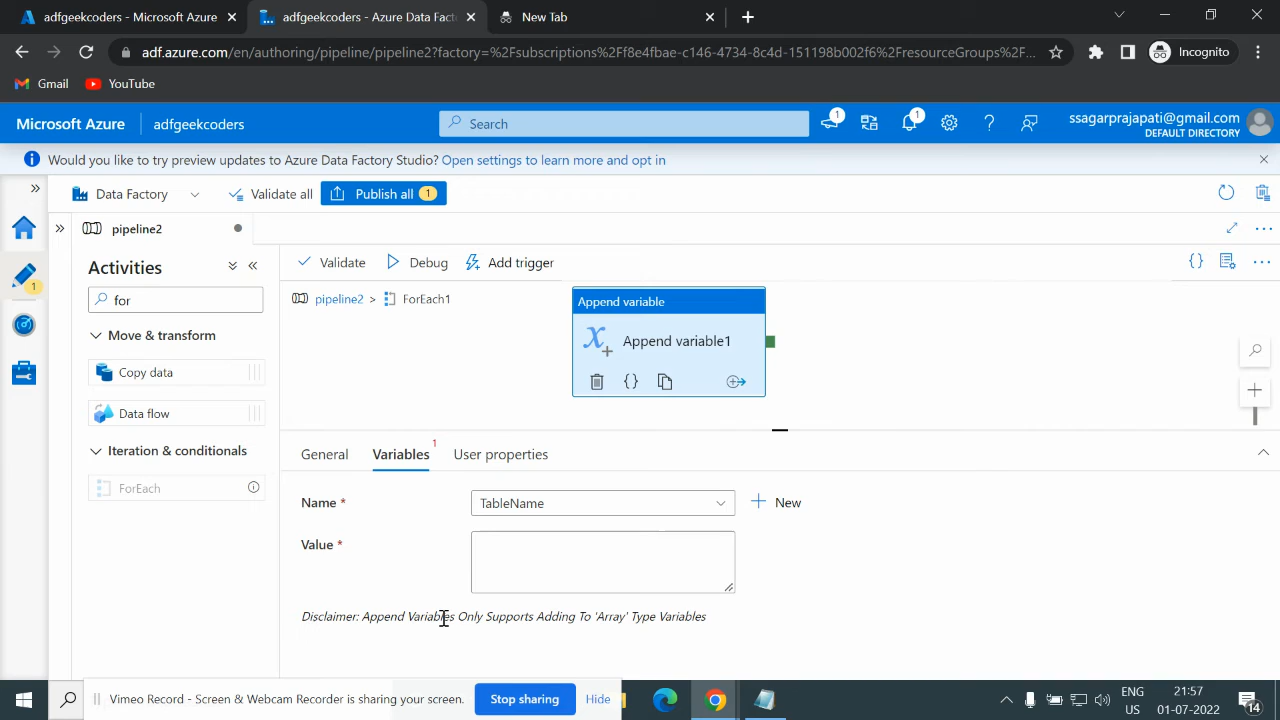 adfgeekcoders - Microsoft Azure
adfgeekcoders - Azure Data Fact
New Tab
adf.azure.com/en/authoring/pipeline/pipeline2?factory=%2Fsubscriptions%2Ff8e4fbae-c146-4734-8c4d-151198b002f6%2FresourceGroups%2F...
Incognito
Gmail
YouTube
Microsoft Azure
adfgeekcoders
Search
1
1
ssagarprajapati@gmail.com
DEFAULT DIRECTORY
Would you like to try preview updates to Azure Data Factory Studio? Open settings to learn more and opt in
Data Factory
Validate all
Publish all 1
pipeline2
1
Activities
for
Move & transform
Copy data
Data flow
Iteration & conditionals
ForEach
Validate
Debug
Add trigger
pipeline2 > ForEach1
Append variable
Append variable1
General
Variables 1
User properties
Name *
TableName
New
Value *
Disclaimer: Append Variables Only Supports Adding To 'Array' Type Variables
Vimeo Record - Screen & Webcam Recorder is sharing your screen.
Stop sharing
Hide
ENG
IN
21:57
01-07-2022
14